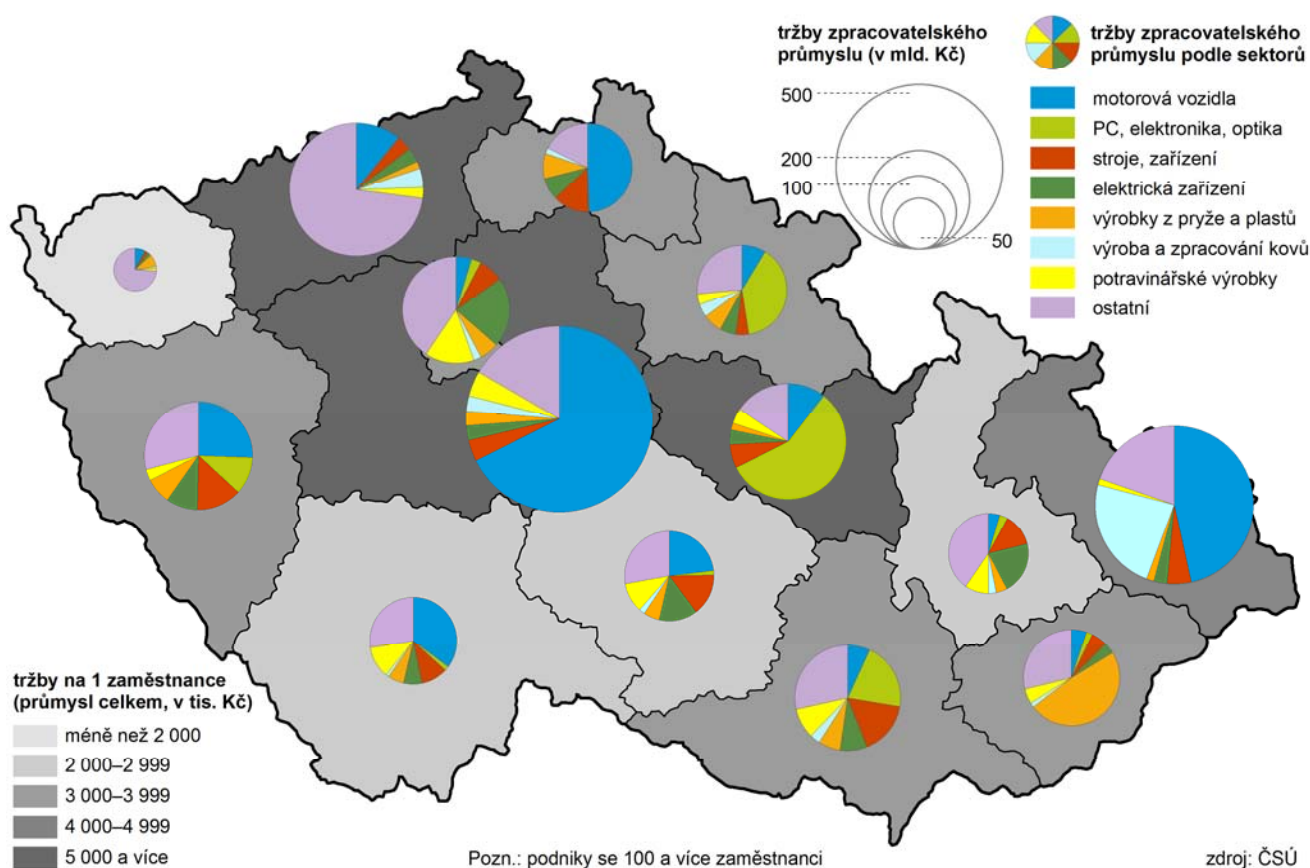 tržby zpracovatelského
průmyslu (v mld. Kč)
500
200
100
50
tržby zpracovatelského
průmyslu podle sektorů
motorová vozidla
PC, elektronika, optika
stroje, zařízení
elektrická zařízení
výrobky z pryže a plastů
výroba a zpracování kovů
potravinářské výrobky
ostatní
tržby na 1 zaměstnance
(průmysl celkem, v tis. Kč)
méně než 2 000
2 000–2 999
3 000–3 999
4 000–4 999
5 000 a více
Pozn.: podniky se 100 a více zaměstnanci
zdroj: ČSÚ